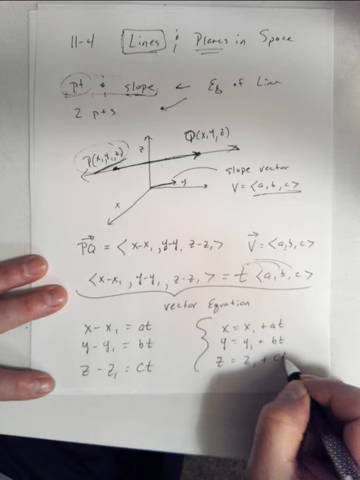 11-4 Lines ; Planes in Space
pt ; slope ← Eq of Line
2 pts
P(x₁,y₁,z₁) z Q(x,y,z)
slope vector
y V = <a,b,c>
x
PQ = <x-x₁, y-y₁, z-z₁> V = <a,b,c>
<x-x₁, y-y₁, z-z₁> = t <a,b,c>
vector Equation
x-x₁ = at x = x₁ + at
y-y₁ = bt y = y₁ + bt
z-z₁ = ct z = z₁ + c